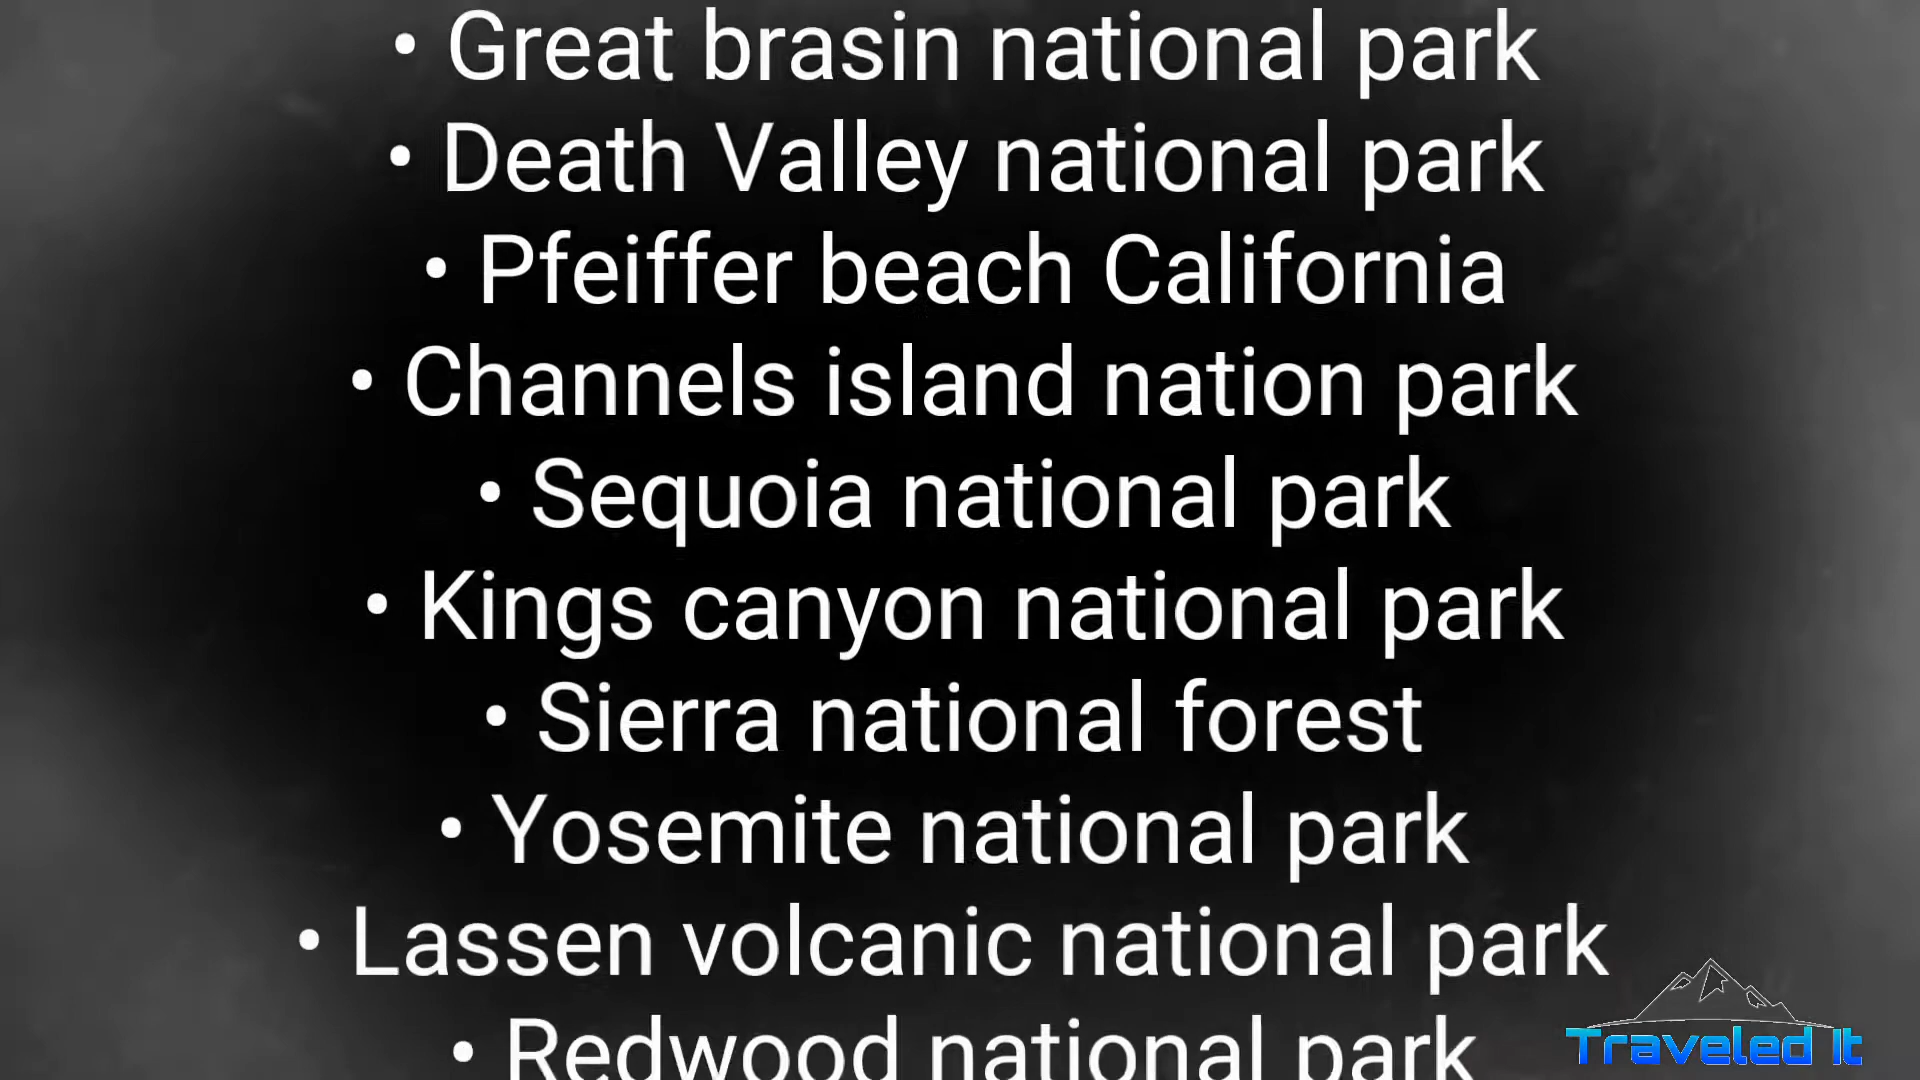 • Great brasin national park
• Death Valley national park
• Pfeiffer beach California
• Channels island nation park
• Sequoia national park
• Kings canyon national park
• Sierra national forest
• Yosemite national park
• Lassen volcanic national park
• Redwood national park
Traveled It